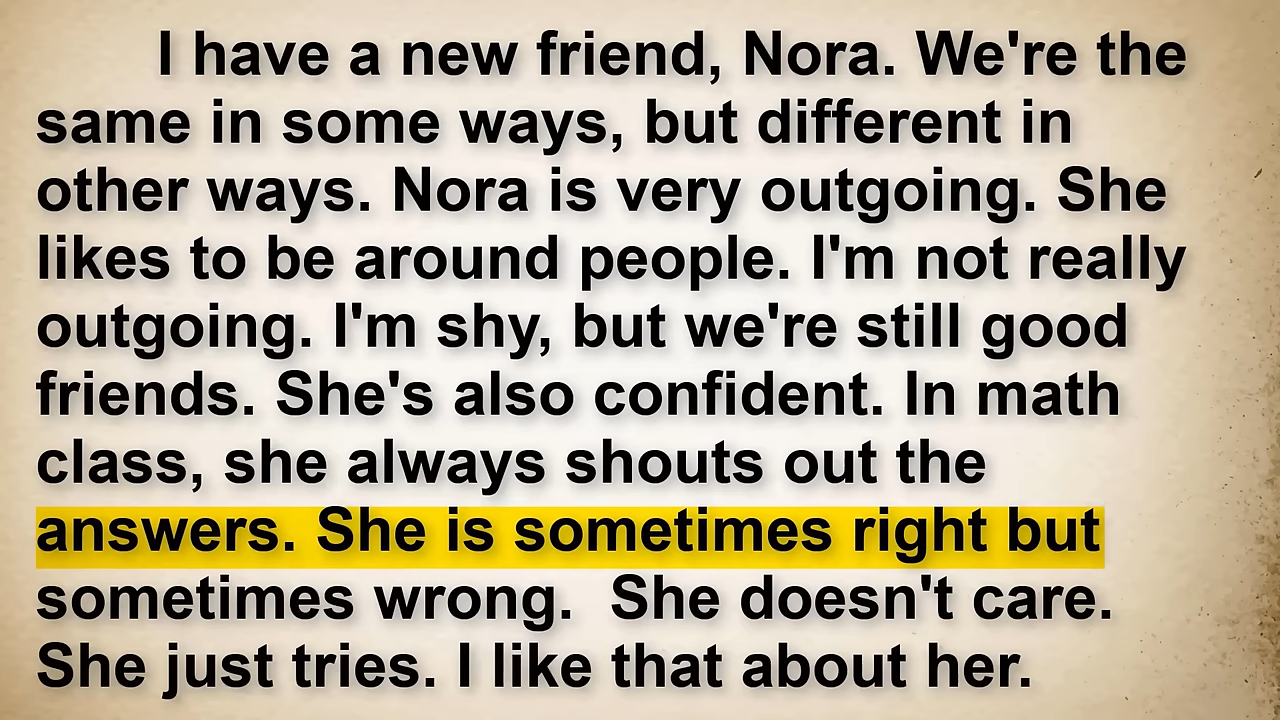 I have a new friend, Nora. We're the
same in some ways, but different in
other ways. Nora is very outgoing. She
likes to be around people. I'm not really
outgoing. I'm shy, but we're still good
friends. She's also confident. In math
class, she always shouts out the
answers. She is sometimes right but
sometimes wrong.  She doesn't care.
She just tries. I like that about her.